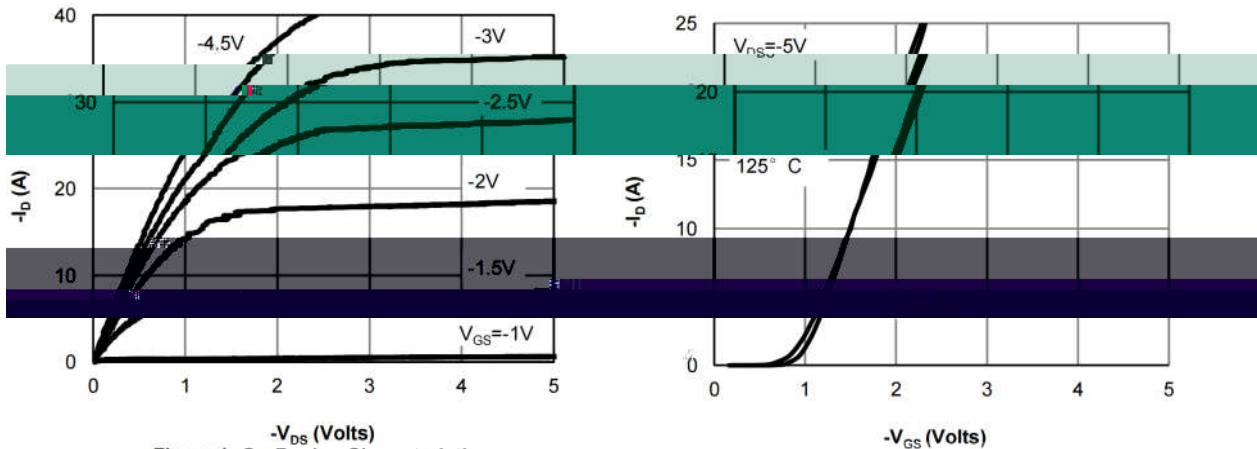 40
-4.5V
-3V
30
-2.5V
-I_D (A)
20
-2V
10
-1.5V
V_GS=-1V
0
0 1 2 3 4 5
-V_DS (Volts)
25
V_DS=-5V
20
15
125° C
-I_D (A)
10
0
0 1 2 3 4 5
-V_GS (Volts)